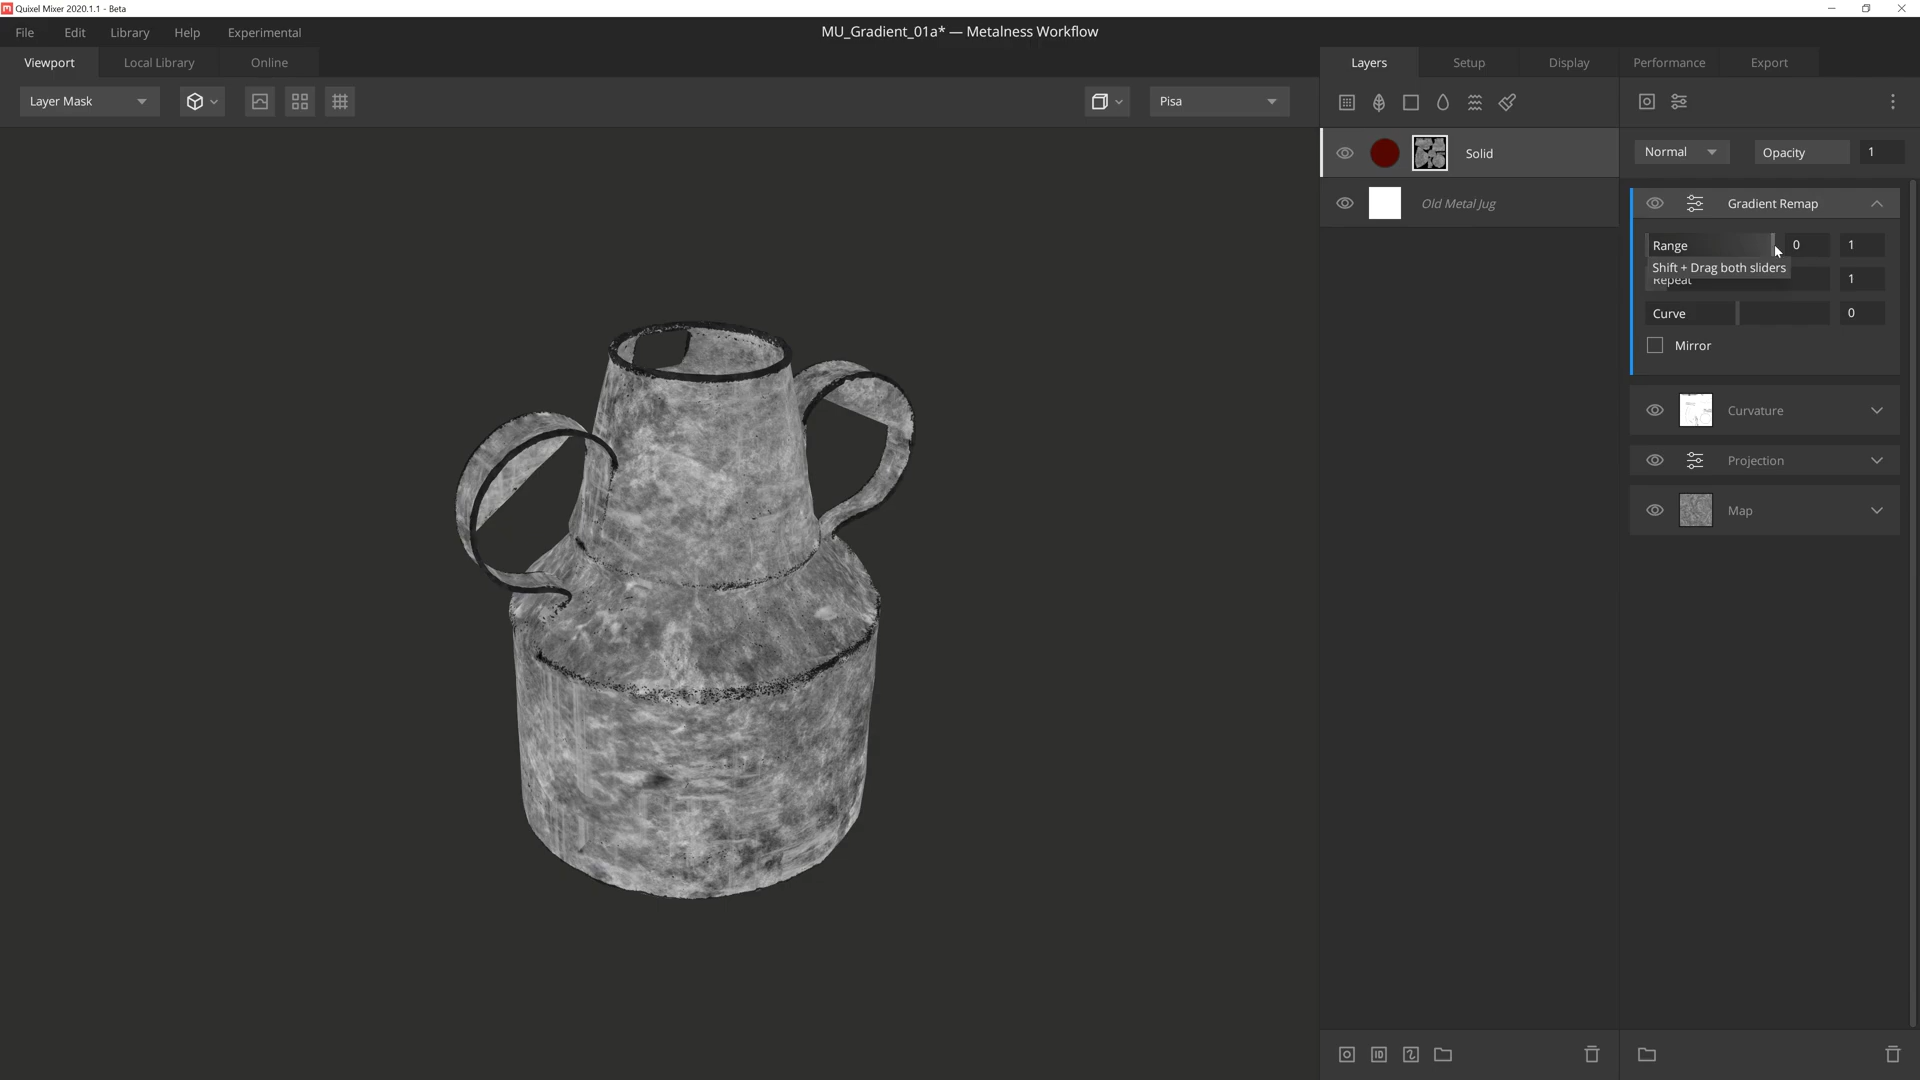 Quixel Mixer 2020.1.1 - Beta
File Edit Library Help Experimental
MU_Gradient_01a* — Metalness Workflow
Viewport Local Library Online
Layers Setup Display Performance Export
Layer Mask
Pisa
Solid
Old Metal Jug
Normal Opacity 1
Gradient Remap
Range 0 1
Shift + Drag both sliders
Repeat 1
Curve 0
Mirror
Curvature
Projection
Map
ID